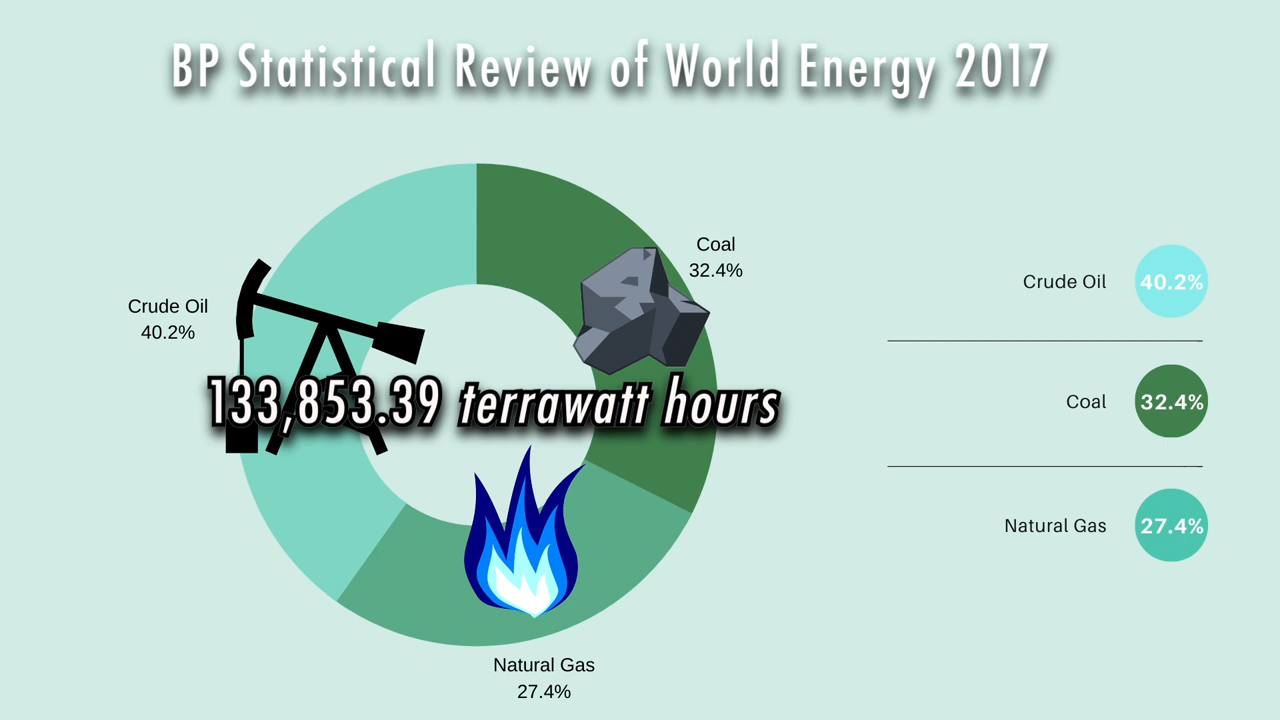 BP Statistical Review of World Energy 2017
Coal
32.4%
Crude Oil
40.2%
133,853.39 terrawatt hours
Natural Gas
27.4%
Crude Oil 40.2%
Coal 32.4%
Natural Gas 27.4%